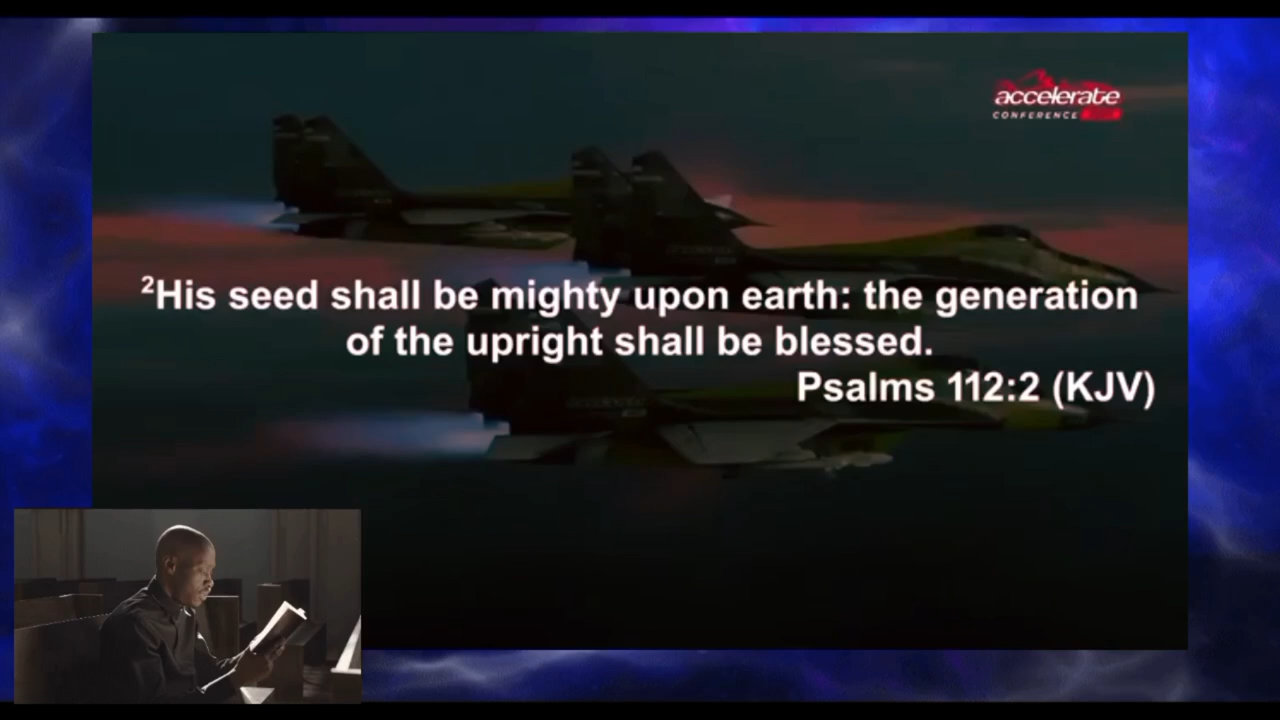 accelerate
CONFERENCE
²His seed shall be mighty upon earth: the generation
of the upright shall be blessed.
Psalms 112:2 (KJV)